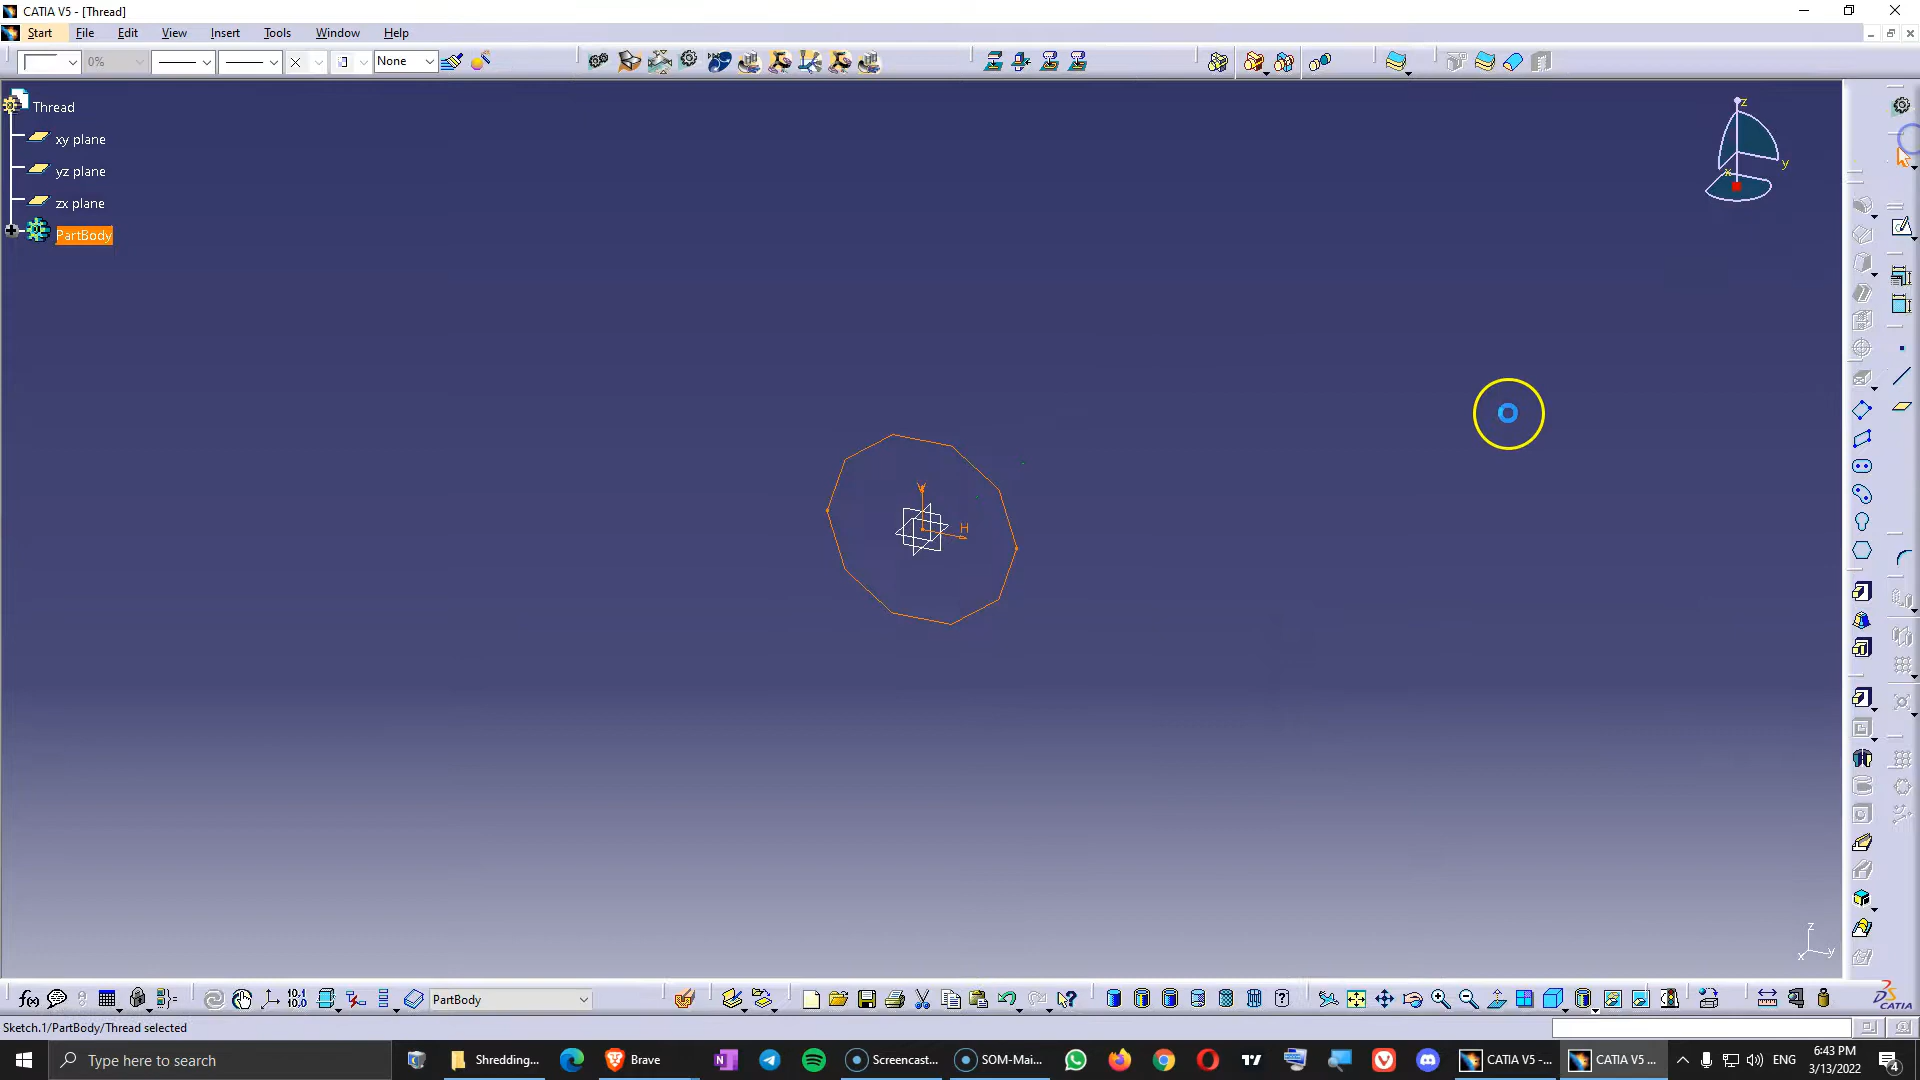 CATIA V5 - [Thread]
Start File Edit View Insert Tools Window Help
0% None
Thread
xy plane
yz plane
zx plane
PartBody
z
y
x
V
H
z
x y
PartBody
CATIA
Sketch.1/PartBody/Thread selected
Type here to search
Shredding...
Brave
Screencast...
SOM-Mai...
CATIA V5 -...
CATIA V5 ...
ENG
6:43 PM
3/13/2022
4